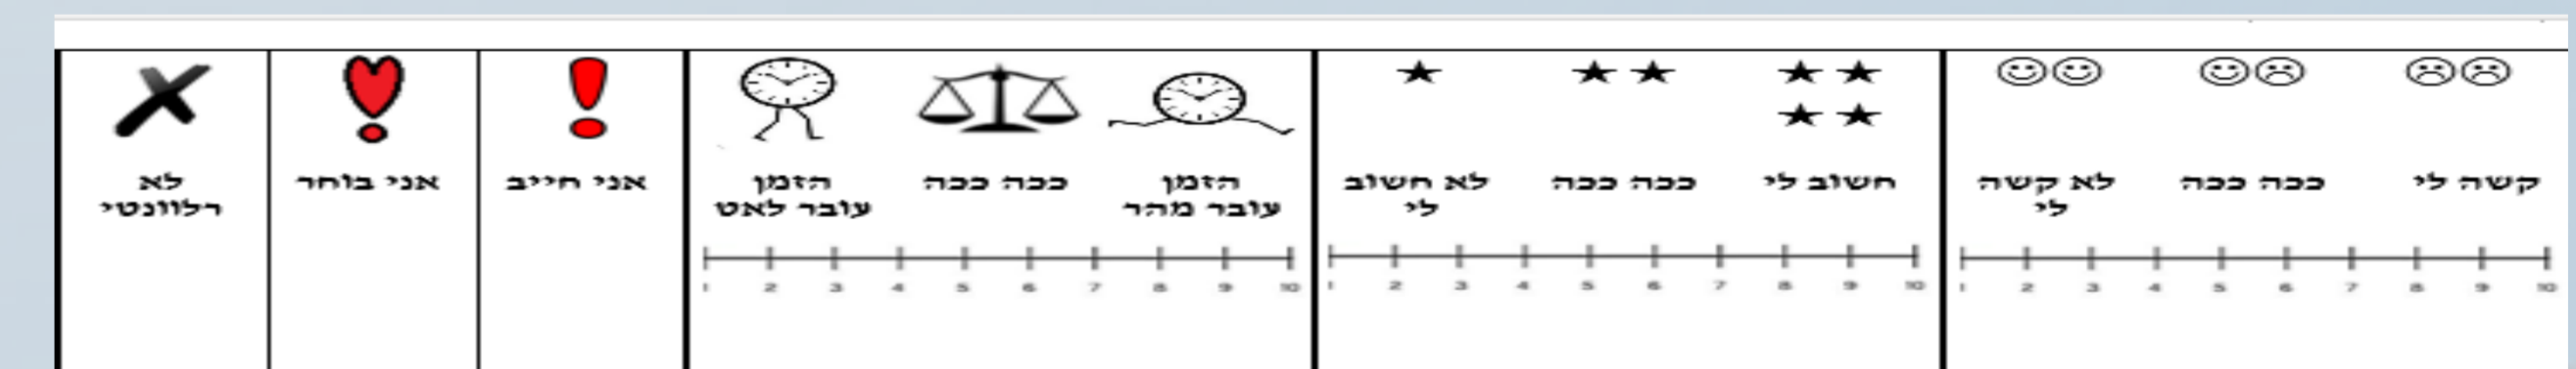 קשה לי
ככה ככה
לא קשה
לי
1 2 3 4 5 6 7 8 9 10
חשוב לי
ככה ככה
לא חשוב
לי
1 2 3 4 5 6 7 8 9 10
הזמן
עובר מהר
ככה ככה
הזמן
עובר לאט
1 2 3 4 5 6 7 8 9 10
אני חייב
אני בוחר
לא
רלוונטי